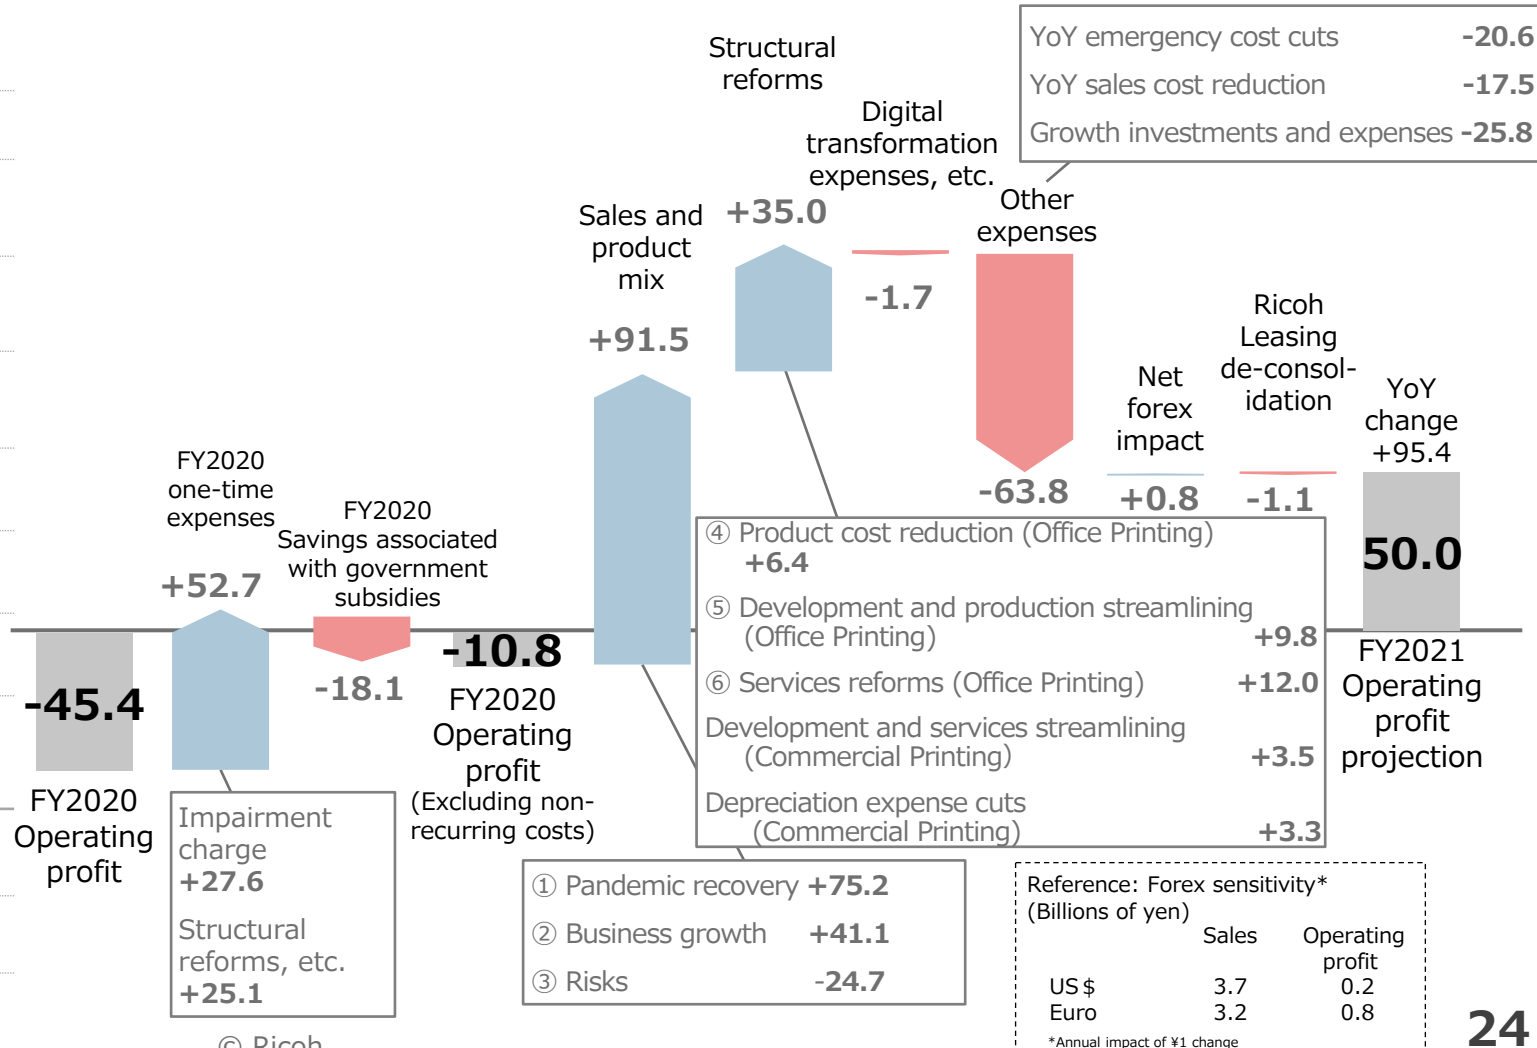 YoY emergency cost cuts -20.6
YoY sales cost reduction -17.5
Growth investments and expenses -25.8
Structural
reforms
+35.0
Digital
transformation
expenses, etc.
-1.7
Other
expenses
-63.8
Sales and
product
mix
+91.5
Net
forex
impact
+0.8
Ricoh
Leasing
de-consol-
idation
-1.1
YoY
change
+95.4
50.0
FY2021
Operating
profit
projection
FY2020
one-time
expenses
+52.7
FY2020
Savings associated
with government
subsidies
-18.1
-10.8
FY2020
Operating
profit
(Excluding non-
recurring costs)
-45.4
FY2020
Operating
profit
④ Product cost reduction (Office Printing)
+6.4
⑤ Development and production streamlining
(Office Printing) +9.8
⑥ Services reforms (Office Printing) +12.0
Development and services streamlining
(Commercial Printing) +3.5
Depreciation expense cuts
(Commercial Printing) +3.3
Impairment
charge
+27.6
Structural
reforms, etc.
+25.1
① Pandemic recovery +75.2
② Business growth +41.1
③ Risks -24.7
Reference: Forex sensitivity*
(Billions of yen)
Sales Operating
profit
US $ 3.7 0.2
Euro 3.2 0.8
*Annual impact of ¥1 change
© Ricoh
24